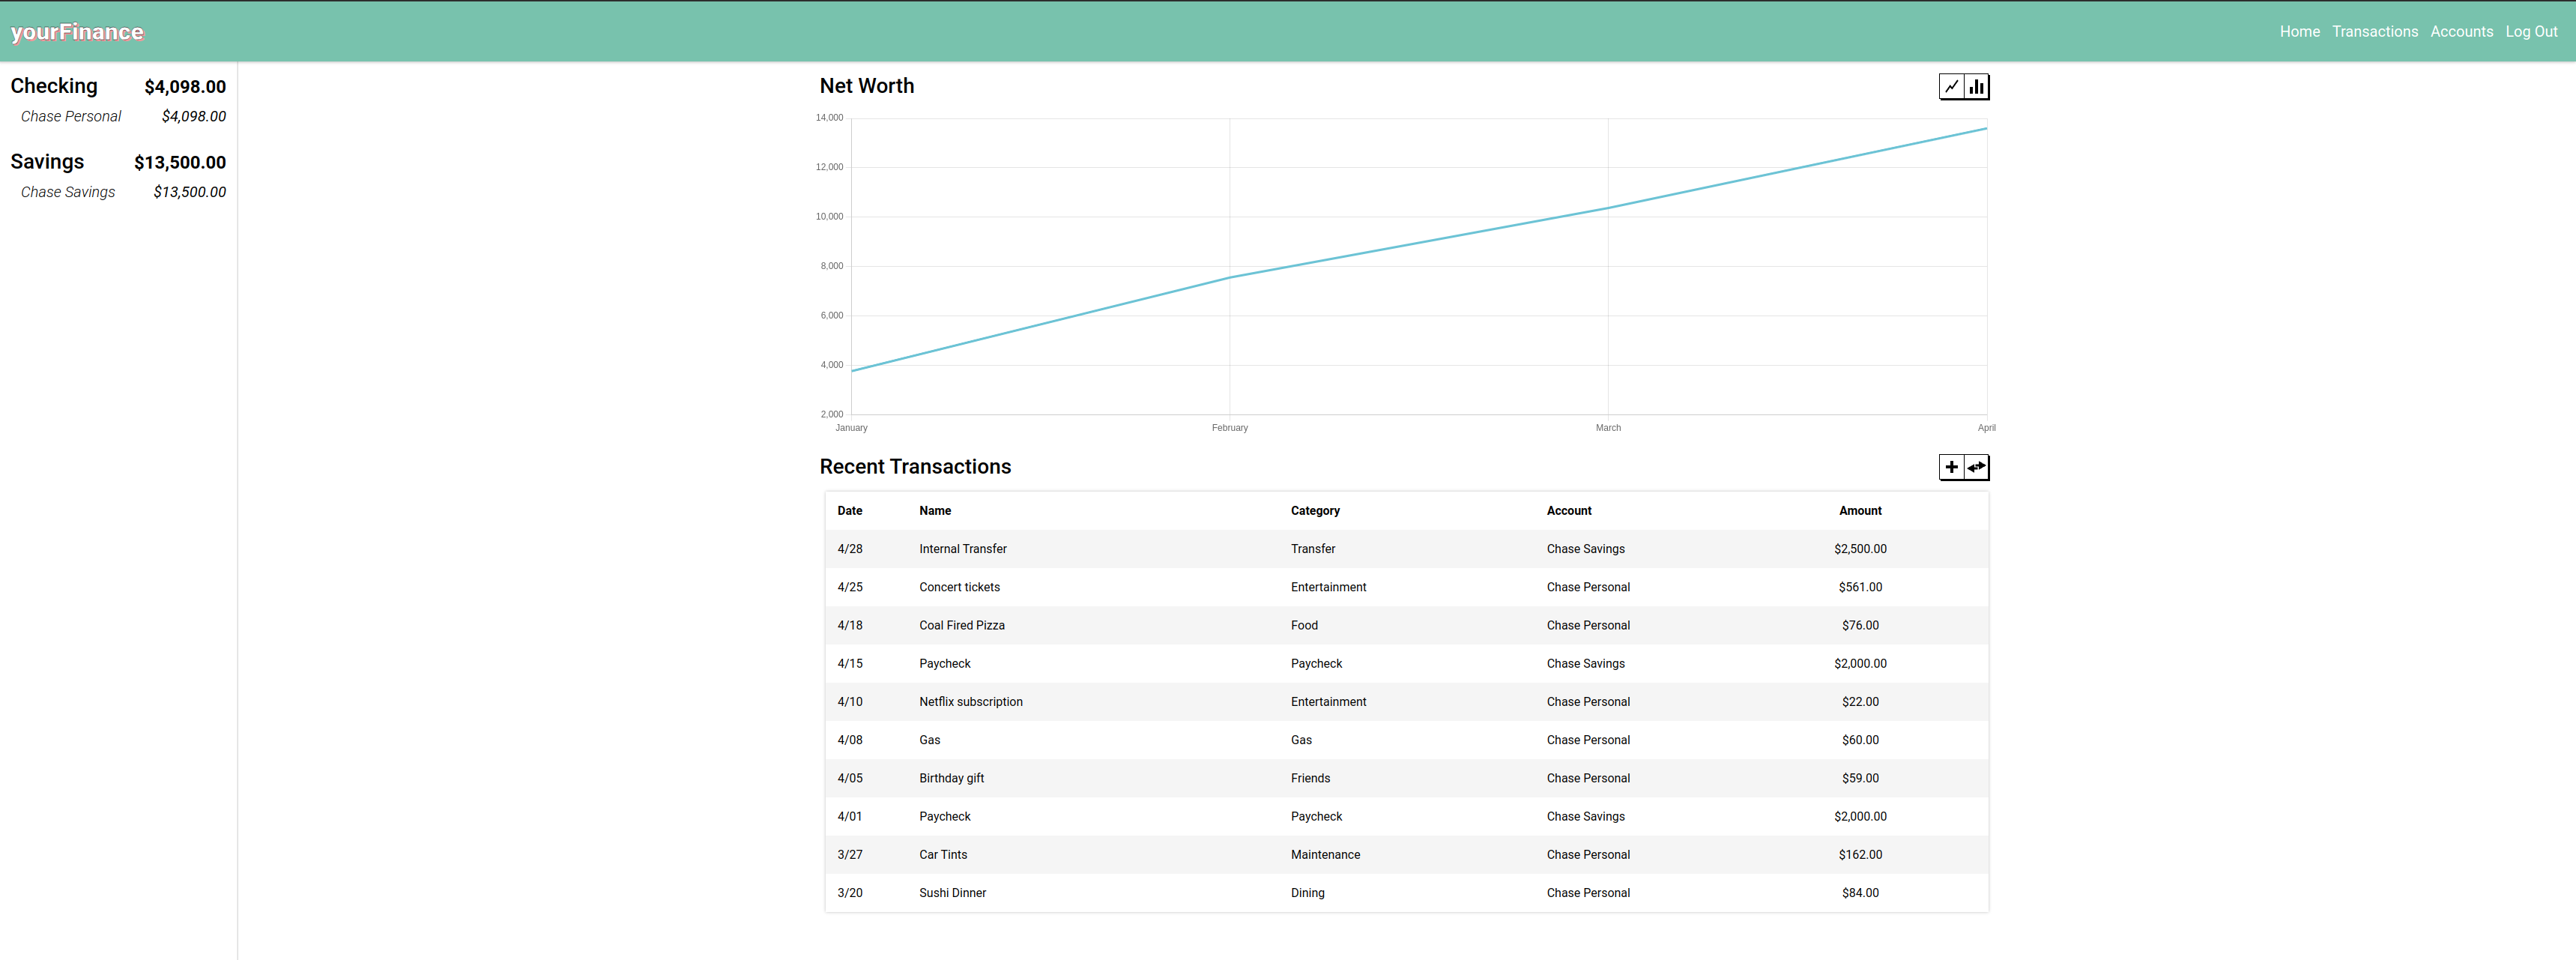 yourFinance
Home Transactions Accounts Log Out
Checking $4,098.00
Chase Personal $4,098.00
Savings $13,500.00
Chase Savings $13,500.00
Net Worth
14,000
12,000
10,000
8,000
6,000
4,000
2,000
January February March April
Recent Transactions
Date Name Category Account Amount
4/28 Internal Transfer Transfer Chase Savings $2,500.00
4/25 Concert tickets Entertainment Chase Personal $561.00
4/18 Coal Fired Pizza Food Chase Personal $76.00
4/15 Paycheck Paycheck Chase Savings $2,000.00
4/10 Netflix subscription Entertainment Chase Personal $22.00
4/08 Gas Gas Chase Personal $60.00
4/05 Birthday gift Friends Chase Personal $59.00
4/01 Paycheck Paycheck Chase Savings $2,000.00
3/27 Car Tints Maintenance Chase Personal $162.00
3/20 Sushi Dinner Dining Chase Personal $84.00